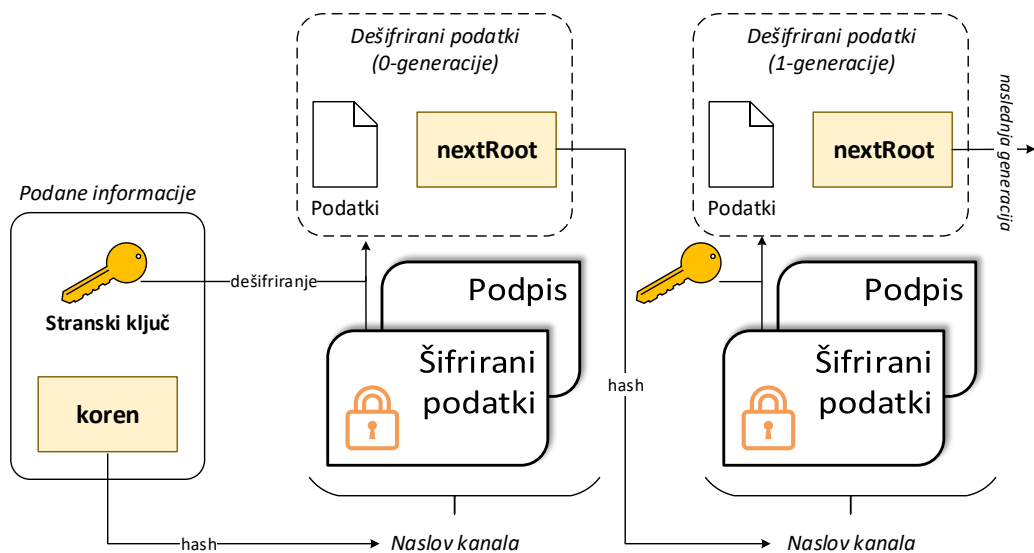 Podane informacije
Stranski ključ
koren
hash
dešifriranje
Dešifrirani podatki
(0-generacije)
Podatki
nextRoot
Podpis
Šifrirani
podatki
Naslov kanala
hash
Dešifrirani podatki
(1-generacije)
Podatki
nextRoot
naslednja generacija
Podpis
Šifrirani
podatki
Naslov kanala